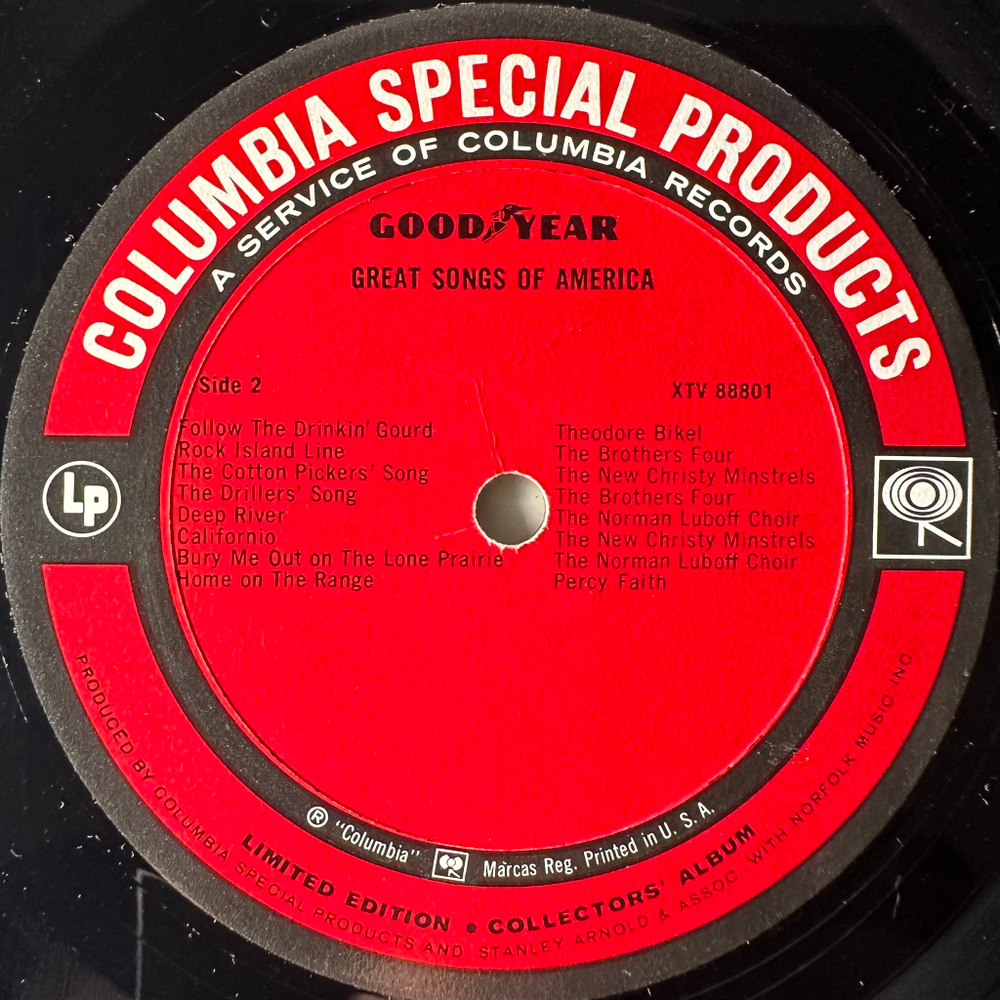 COLUMBIA SPECIAL PRODUCTS
A SERVICE OF COLUMBIA RECORDS
GOOD YEAR
GREAT SONGS OF AMERICA
Side 2
XTV 88801
Follow The Drinkin' Gourd Theodore Bikel
Rock Island Line The Brothers Four
The Cotton Pickers' Song The New Christy Minstrels
The Drillers' Song The Brothers Four
Deep River The Norman Luboff Choir
Californio The New Christy Minstrels
Bury Me Out on The Lone Prairie The Norman Luboff Choir
Home on The Range Percy Faith
LP
® "Columbia" Marcas Reg. Printed in U. S. A.
LIMITED EDITION • COLLECTORS' ALBUM
PRODUCED BY COLUMBIA SPECIAL PRODUCTS AND STANLEY ARNOLD & ASSOC., WITH NORFOLK MUSIC INC.